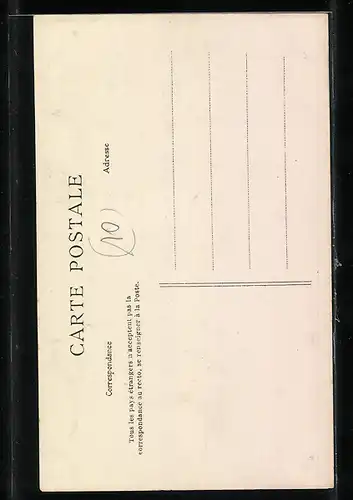 CARTE POSTALE
(10)
Correspondance
Adresse
Tous les pays étrangers n'acceptent pas la
correspondance au recto, se renseigner à la Poste.